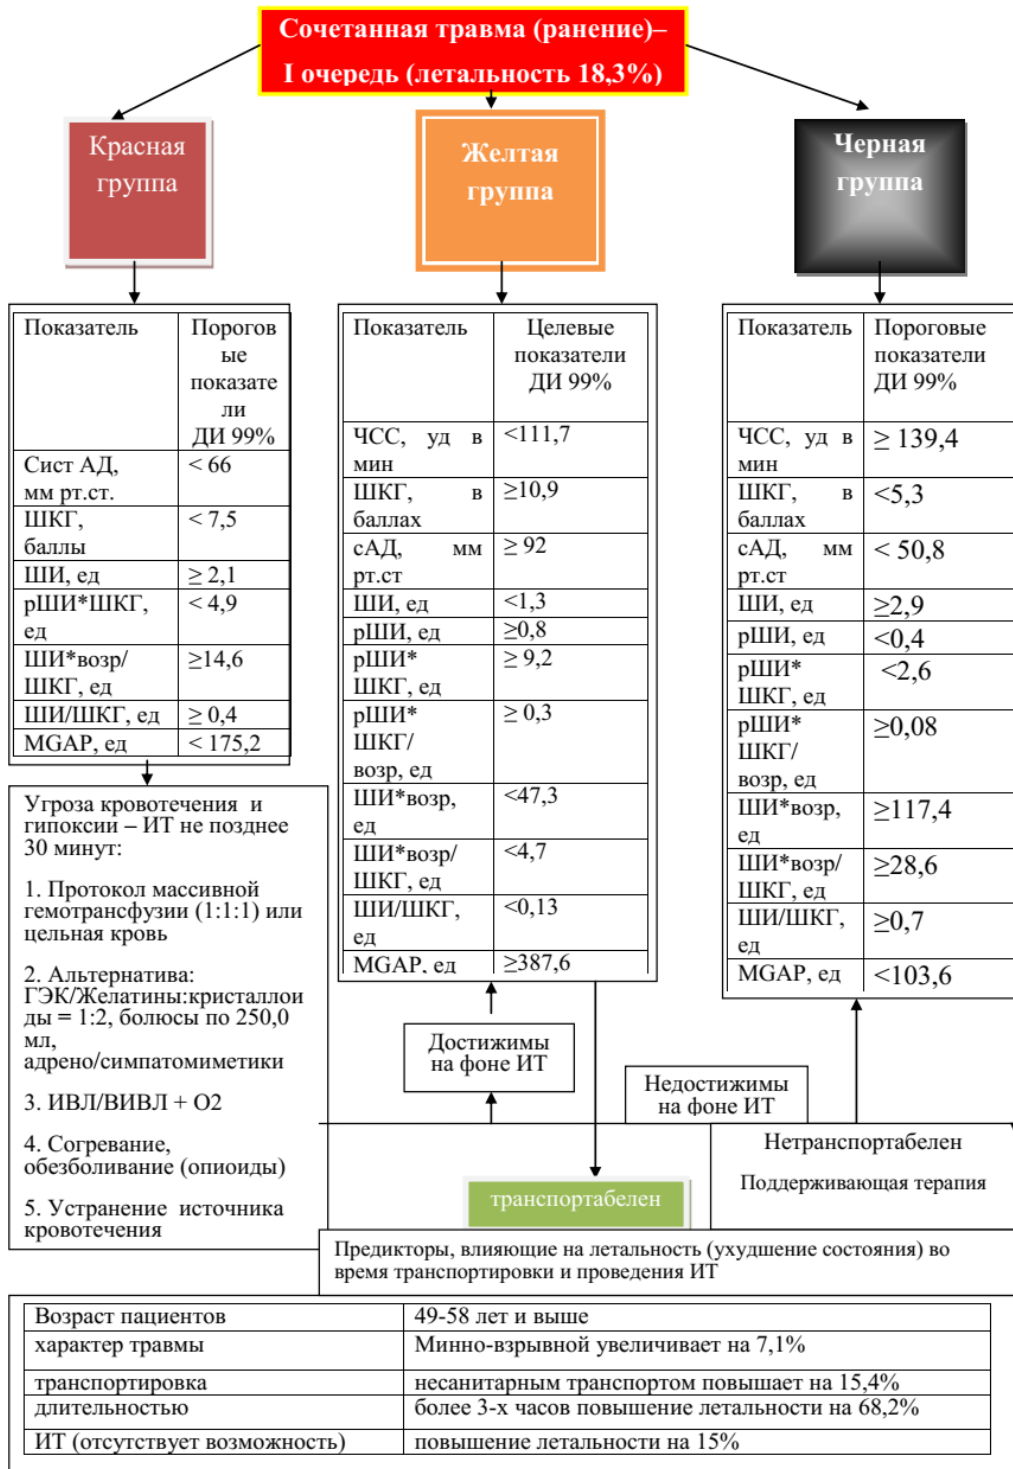 Сочетанная травма (ранение)–
I очередь (летальность 18,3%)
Красная
группа
Желтая
группа
Черная
группа
Показатель
Порогов
ые
показате
ли
ДИ 99%
Сист АД,
мм рт.ст.
< 66
ШКГ,
баллы
< 7,5
ШИ, ед
≥ 2,1
рШИ*ШКГ,
ед
< 4,9
ШИ*возр/
ШКГ, ед
≥14,6
ШИ/ШКГ, ед
≥ 0,4
MGAP, ед
< 175,2
Угроза кровотечения и
гипоксии – ИТ не позднее
30 минут:
1. Протокол массивной
гемотрансфузии (1:1:1) или
цельная кровь
2. Альтернатива:
ГЭК/Желатины:кристаллои
ды = 1:2, болюсы по 250,0
мл,
адрено/симпатомиметики
3. ИВЛ/ВИВЛ + О2
4. Согревание,
обезболивание (опиоиды)
5. Устранение источника
кровотечения
Показатель
Целевые
показатели
ДИ 99%
ЧСС, уд в
мин
<111,7
ШКГ, в
баллах
≥10,9
сАД, мм
рт.ст
≥ 92
ШИ, ед
<1,3
рШИ, ед
≥0,8
рШИ*
ШКГ, ед
≥ 9,2
рШИ*
ШКГ/
возр, ед
≥ 0,3
ШИ*возр,
ед
<47,3
ШИ*возр/
ШКГ, ед
<4,7
ШИ/ШКГ,
ед
<0,13
MGAP, ед
≥387,6
Показатель
Пороговые
показатели
ДИ 99%
ЧСС, уд в
мин
≥ 139,4
ШКГ, в
баллах
<5,3
сАД, мм
рт.ст
< 50,8
ШИ, ед
≥2,9
рШИ, ед
<0,4
рШИ*
ШКГ, ед
<2,6
рШИ*
ШКГ/
возр, ед
≥0,08
ШИ*возр,
ед
≥117,4
ШИ*возр/
ШКГ, ед
≥28,6
ШИ/ШКГ,
ед
≥0,7
MGAP, ед
<103,6
Достижимы
на фоне ИТ
Недостижимы
на фоне ИТ
Нетранспортабелен
Поддерживающая терапия
транспортабелен
Предикторы, влияющие на летальность (ухудшение состояния) во
время транспортировки и проведения ИТ
Возраст пациентов
49-58 лет и выше
характер травмы
Минно-взрывной увеличивает на 7,1%
транспортировка
несанитарным транспортом повышает на 15,4%
длительностью
более 3-х часов повышение летальности на 68,2%
ИТ (отсутствует возможность)
повышение летальности на 15%